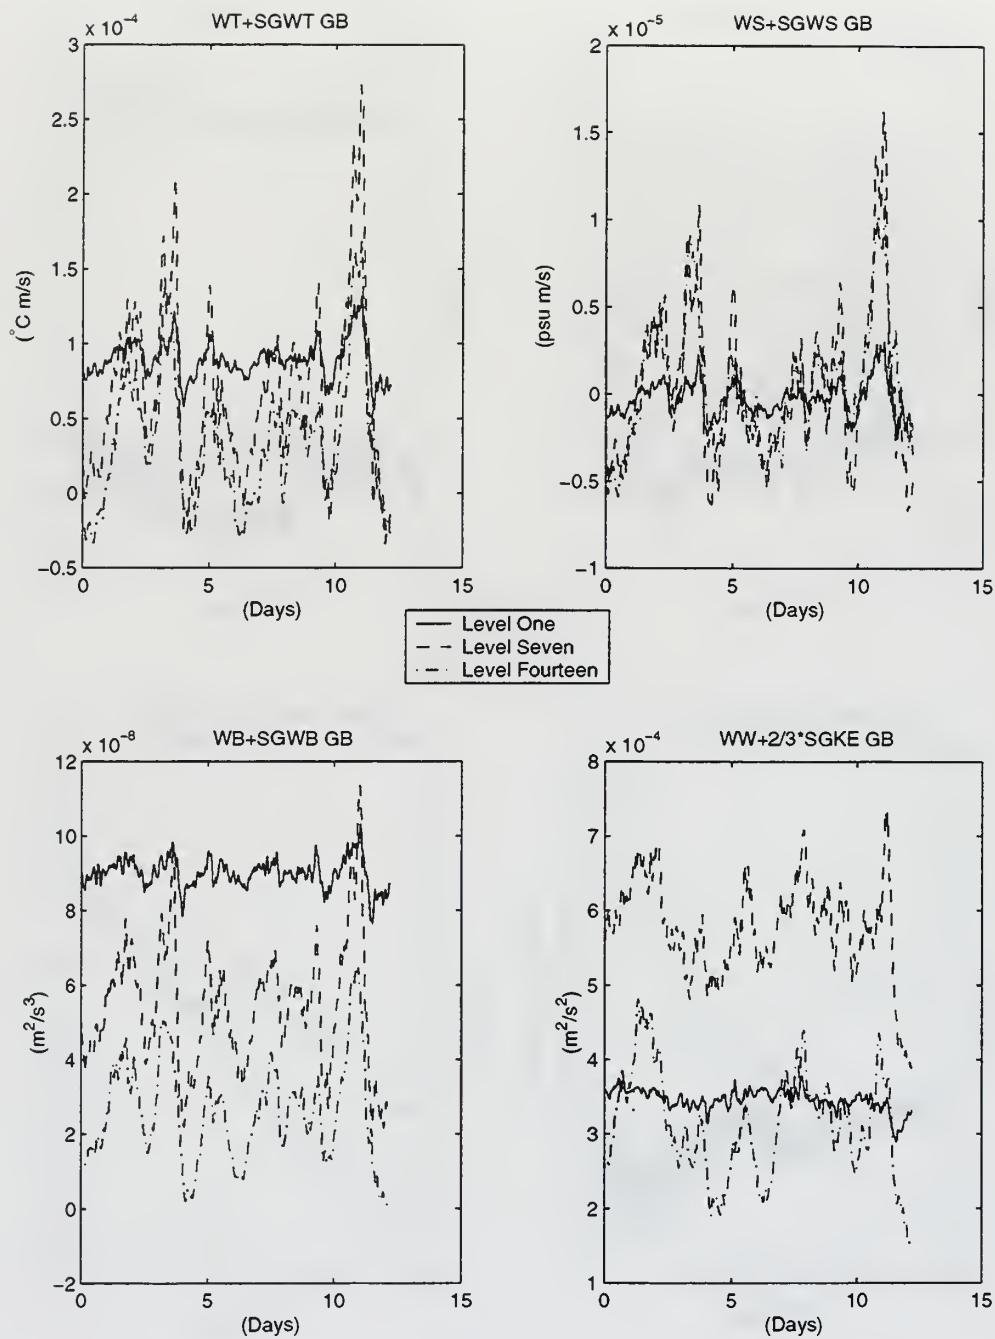 WT+SGWT GB
x 10^-4
3
2.5
2
1.5
1
0.5
0
−0.5
(°C m/s)
0 5 10 15
(Days)
WS+SGWS GB
x 10^-5
2
1.5
1
0.5
0
−0.5
−1
(psu m/s)
0 5 10 15
(Days)
Level One
Level Seven
Level Fourteen
WB+SGWB GB
x 10^-8
12
10
8
6
4
2
0
−2
(m^2/s^3)
0 5 10 15
(Days)
WW+2/3*SGKE GB
x 10^-4
8
7
6
5
4
3
2
1
(m^2/s^2)
0 5 10 15
(Days)